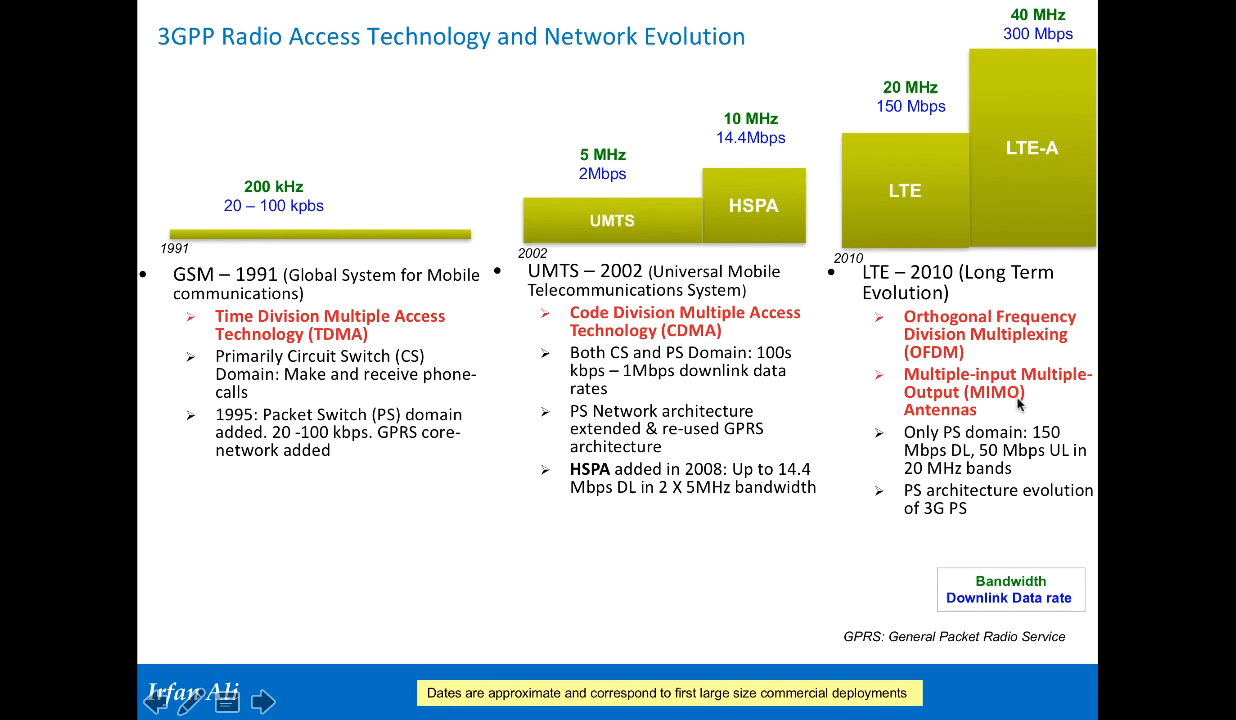 3GPP Radio Access Technology and Network Evolution
40 MHz
300 Mbps
20 MHz
150 Mbps
10 MHz
14.4Mbps
5 MHz
2Mbps
200 kHz
20 – 100 kpbs
LTE-A
LTE
HSPA
UMTS
1991
2002
2010
• GSM – 1991 (Global System for Mobile
communications)
➢ Time Division Multiple Access
Technology (TDMA)
➢ Primarily Circuit Switch (CS)
Domain: Make and receive phone-
calls
➢ 1995: Packet Switch (PS) domain
added. 20 -100 kbps. GPRS core-
network added
• UMTS – 2002 (Universal Mobile
Telecommunications System)
➢ Code Division Multiple Access
Technology (CDMA)
➢ Both CS and PS Domain: 100s
kbps – 1Mbps downlink data
rates
➢ PS Network architecture
extended & re-used GPRS
architecture
➢ HSPA added in 2008: Up to 14.4
Mbps DL in 2 X 5MHz bandwidth
• LTE – 2010 (Long Term
Evolution)
➢ Orthogonal Frequency
Division Multiplexing
(OFDM)
➢ Multiple-input Multiple-
Output (MIMO)
Antennas
➢ Only PS domain: 150
Mbps DL, 50 Mbps UL in
20 MHz bands
➢ PS architecture evolution
of 3G PS
Bandwidth
Downlink Data rate
GPRS: General Packet Radio Service
Irfan Ali
Dates are approximate and correspond to first large size commercial deployments